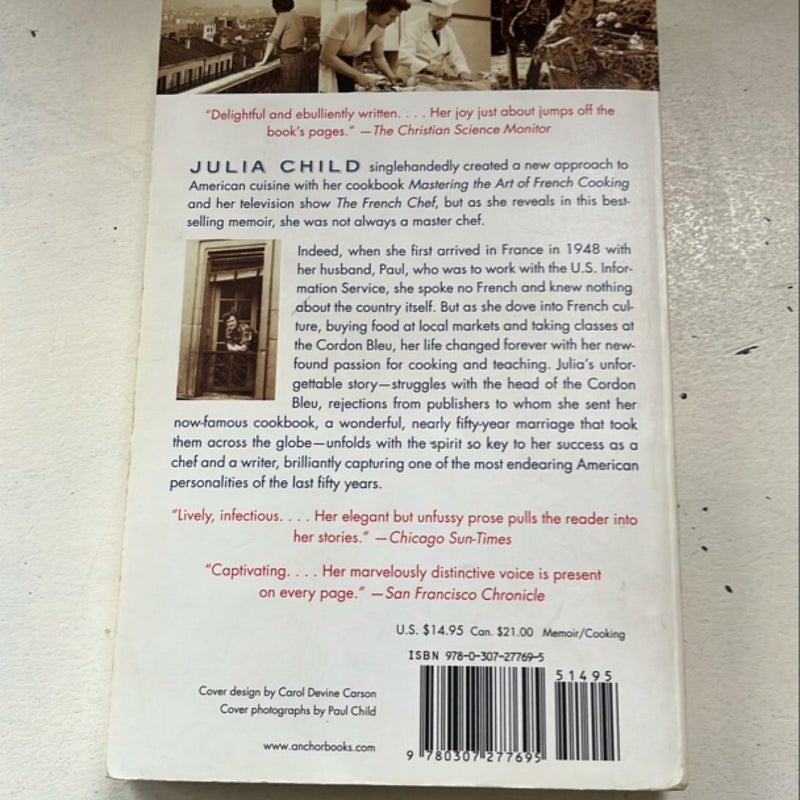 “Delightful and ebulliently written. . . . Her joy just about jumps off the
book’s pages.” —The Christian Science Monitor
JULIA CHILD singlehandedly created a new approach to
American cuisine with her cookbook Mastering the Art of French Cooking
and her television show The French Chef, but as she reveals in this best-
selling memoir, she was not always a master chef.
Indeed, when she first arrived in France in 1948 with
her husband, Paul, who was to work with the U.S. Infor-
mation Service, she spoke no French and knew nothing
about the country itself. But as she dove into French cul-
ture, buying food at local markets and taking classes at
the Cordon Bleu, her life changed forever with her new-
found passion for cooking and teaching. Julia’s unfor-
gettable story—struggles with the head of the Cordon
Bleu, rejections from publishers to whom she sent her
now-famous cookbook, a wonderful, nearly fifty-year marriage that took
them across the globe—unfolds with the spirit so key to her success as a
chef and a writer, brilliantly capturing one of the most endearing American
personalities of the last fifty years.
“Lively, infectious. . . . Her elegant but unfussy prose pulls the reader into
her stories.” —Chicago Sun-Times
“Captivating. . . . Her marvelously distinctive voice is present
on every page.” —San Francisco Chronicle
U.S. $14.95 Can. $21.00 Memoir/Cooking
ISBN 978-0-307-27769-5
51495
Cover design by Carol Devine Carson
Cover photographs by Paul Child
www.anchorbooks.com
9 780307 277695